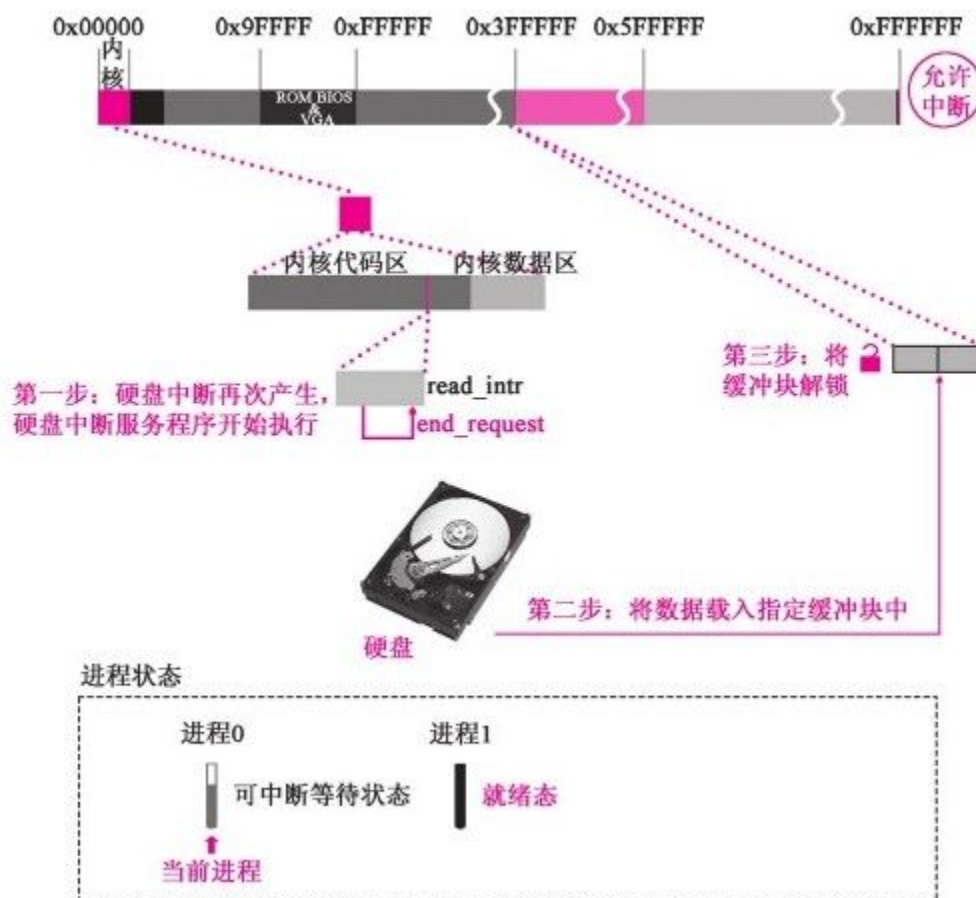 0x00000 0x9FFFF 0xFFFFF 0x3FFFFF 0x5FFFFF 0xFFFFFF
内
核
ROM BIOS
&
VGA
允许
中断
内核代码区 内核数据区
第三步：将
缓冲块解锁
第一步：硬盘中断再次产生，
硬盘中断服务程序开始执行
read_intr
end_request
第二步：将数据载入指定缓冲块中
硬盘
进程状态
进程0 进程1
可中断等待状态 就绪态
当前进程